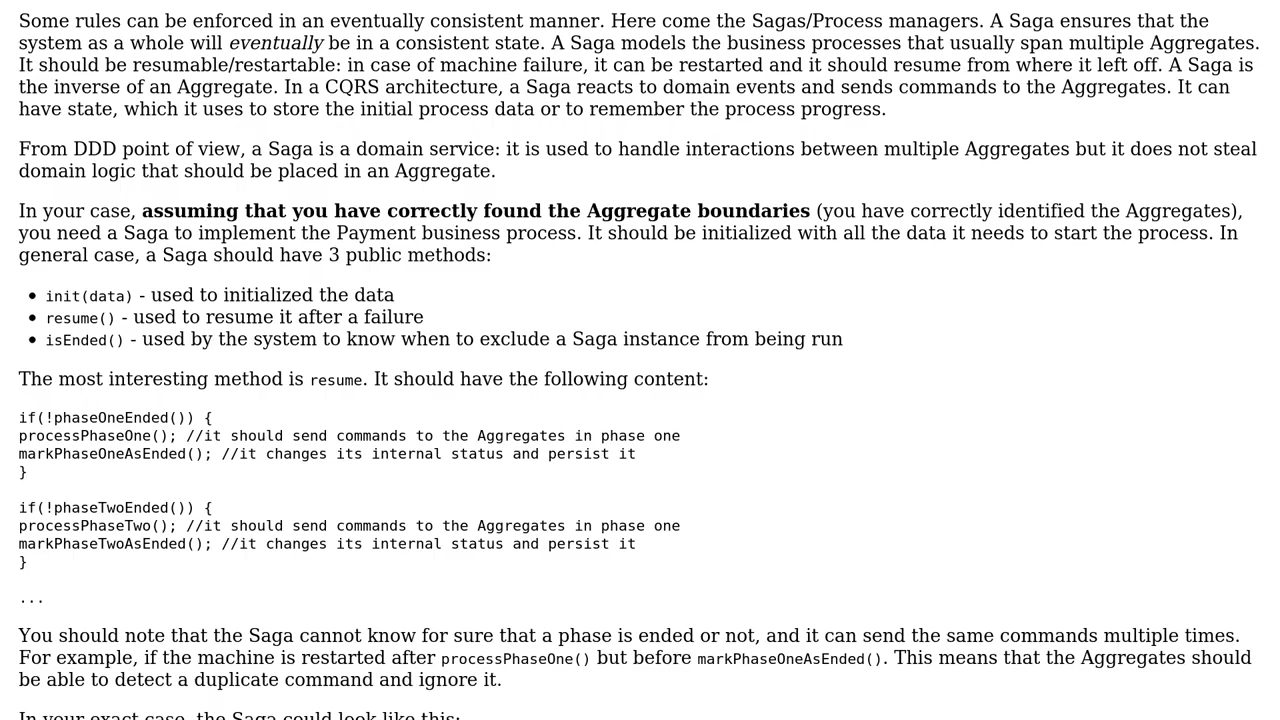 Some rules can be enforced in an eventually consistent manner. Here come the Sagas/Process managers. A Saga ensures that the
system as a whole will eventually be in a consistent state. A Saga models the business processes that usually span multiple Aggregates.
It should be resumable/restartable: in case of machine failure, it can be restarted and it should resume from where it left off. A Saga is
the inverse of an Aggregate. In a CQRS architecture, a Saga reacts to domain events and sends commands to the Aggregates. It can
have state, which it uses to store the initial process data or to remember the process progress.
From DDD point of view, a Saga is a domain service: it is used to handle interactions between multiple Aggregates but it does not steal
domain logic that should be placed in an Aggregate.
In your case, assuming that you have correctly found the Aggregate boundaries (you have correctly identified the Aggregates),
you need a Saga to implement the Payment business process. It should be initialized with all the data it needs to start the process. In
general case, a Saga should have 3 public methods:
• init(data) - used to initialized the data
• resume() - used to resume it after a failure
• isEnded() - used by the system to know when to exclude a Saga instance from being run
The most interesting method is resume. It should have the following content:
if(!phaseOneEnded()) {
processPhaseOne(); //it should send commands to the Aggregates in phase one
markPhaseOneAsEnded(); //it changes its internal status and persist it
}
if(!phaseTwoEnded()) {
processPhaseTwo(); //it should send commands to the Aggregates in phase one
markPhaseTwoAsEnded(); //it changes its internal status and persist it
}
...
You should note that the Saga cannot know for sure that a phase is ended or not, and it can send the same commands multiple times.
For example, if the machine is restarted after processPhaseOne() but before markPhaseOneAsEnded(). This means that the Aggregates should
be able to detect a duplicate command and ignore it.
In your exact case, the Saga could look like this: